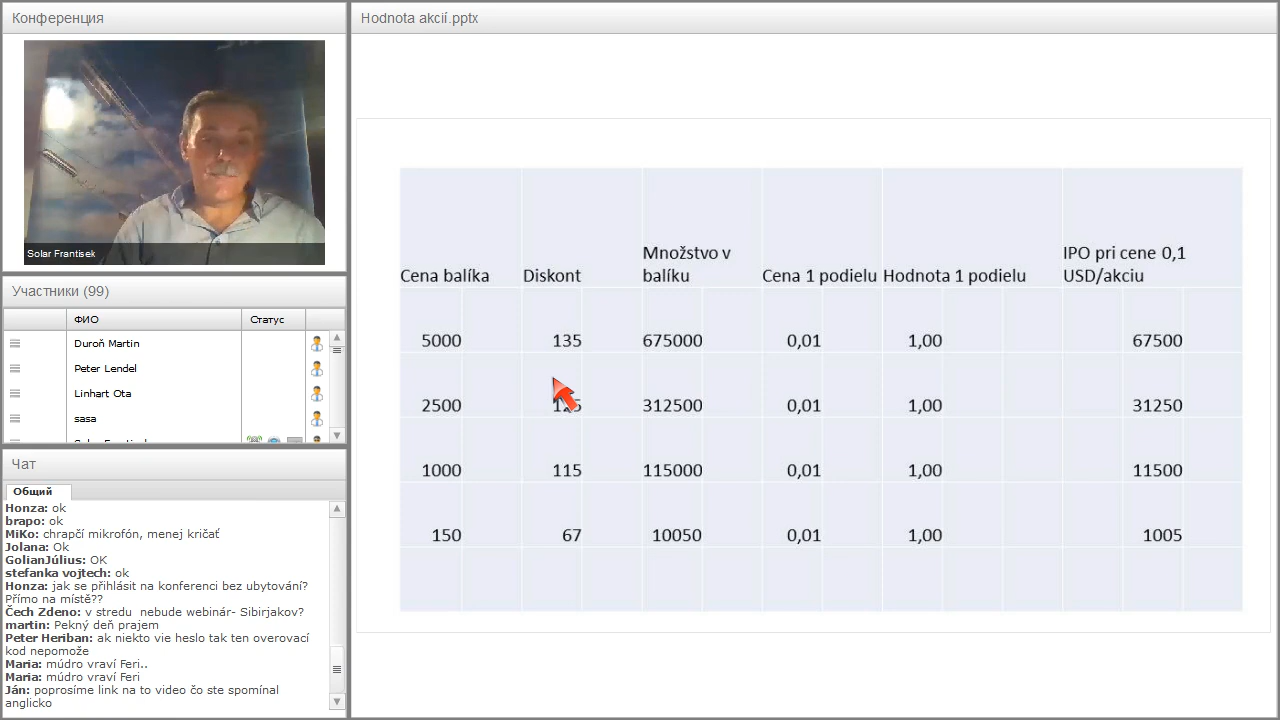 Конференция
Solar Frantisek
Участники (99)
ФИО Статус
Duroň Martin
Peter Lendel
Linhart Ota
sasa
Чат
Общий
Honza: ok
brapo: ok
MiKo: chrapčí mikrofón, menej kričať
Jolana: Ok
GolianJúlius: OK
stefanka vojtech: ok
Honza: jak se přihlásit na konferenci bez ubytování?
Přímo na místě??
Čech Zdeno: v stredu nebude webinár- Sibirjakov?
martin: Pekný deň prajem
Peter Heriban: ak niekto vie heslo tak ten overovací
kod nepomože
Maria: múdro vraví Feri..
Maria: múdro vraví Feri
Ján: poprosíme link na to video čo ste spomínal
anglicko
Hodnota akcií.pptx
Cena balíka Diskont Množstvo v balíku Cena 1 podielu Hodnota 1 podielu IPO pri cene 0,1 USD/akciu
5000 135 675000 0,01 1,00 67500
2500 125 312500 0,01 1,00 31250
1000 115 115000 0,01 1,00 11500
150 67 10050 0,01 1,00 1005